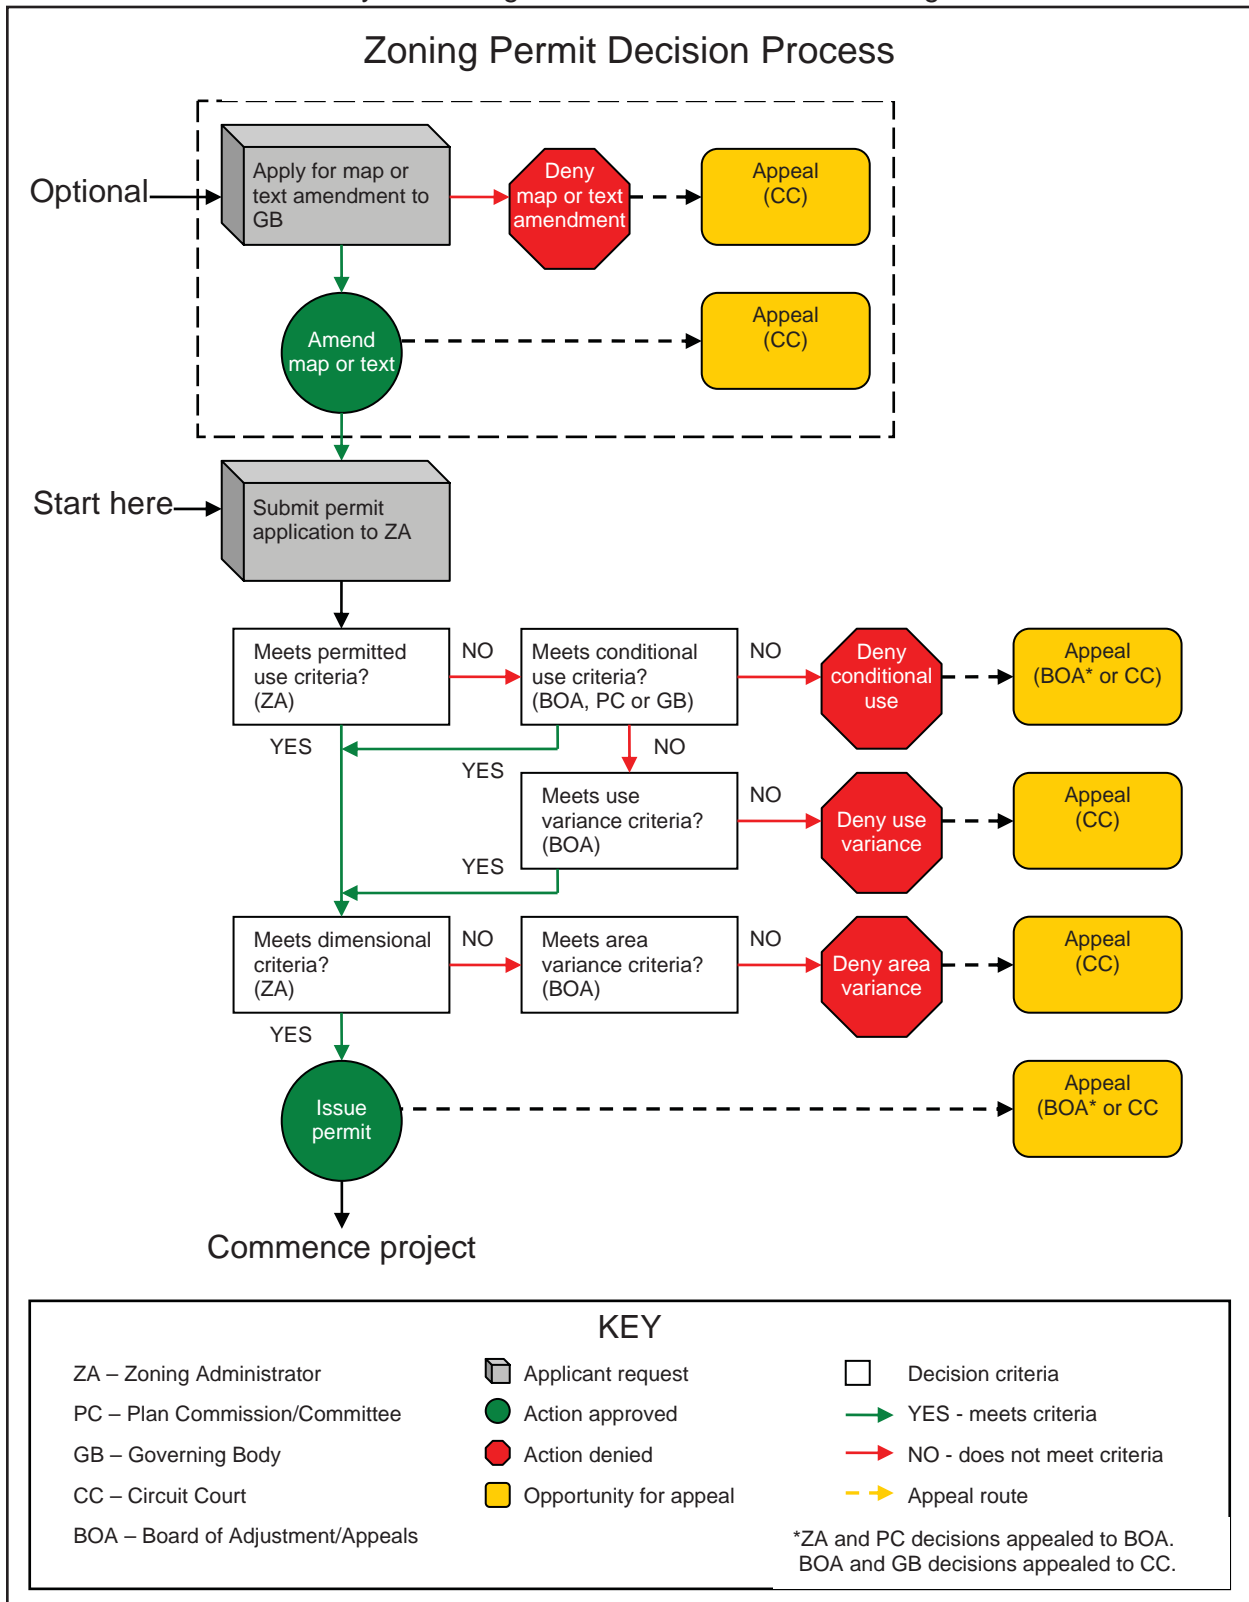 Zoning Permit Decision Process
Optional
Apply for map or
text amendment to
GB
Deny
map or text
amendment
Appeal
(CC)
Amend
map or text
Appeal
(CC)
Start here
Submit permit
application to ZA
Meets permitted
use criteria?
(ZA)
NO
Meets conditional
use criteria?
(BOA, PC or GB)
NO
Deny
conditional
use
Appeal
(BOA* or CC)
YES
YES
NO
Meets use
variance criteria?
(BOA)
NO
Deny use
variance
Appeal
(CC)
YES
Meets dimensional
criteria?
(ZA)
NO
Meets area
variance criteria?
(BOA)
NO
Deny area
variance
Appeal
(CC)
YES
Issue
permit
Appeal
(BOA* or CC
Commence project
KEY
ZA – Zoning Administrator
PC – Plan Commission/Committee
GB – Governing Body
CC – Circuit Court
BOA – Board of Adjustment/Appeals
Applicant request
Action approved
Action denied
Opportunity for appeal
Decision criteria
YES - meets criteria
NO - does not meet criteria
Appeal route
*ZA and PC decisions appealed to BOA.
BOA and GB decisions appealed to CC.